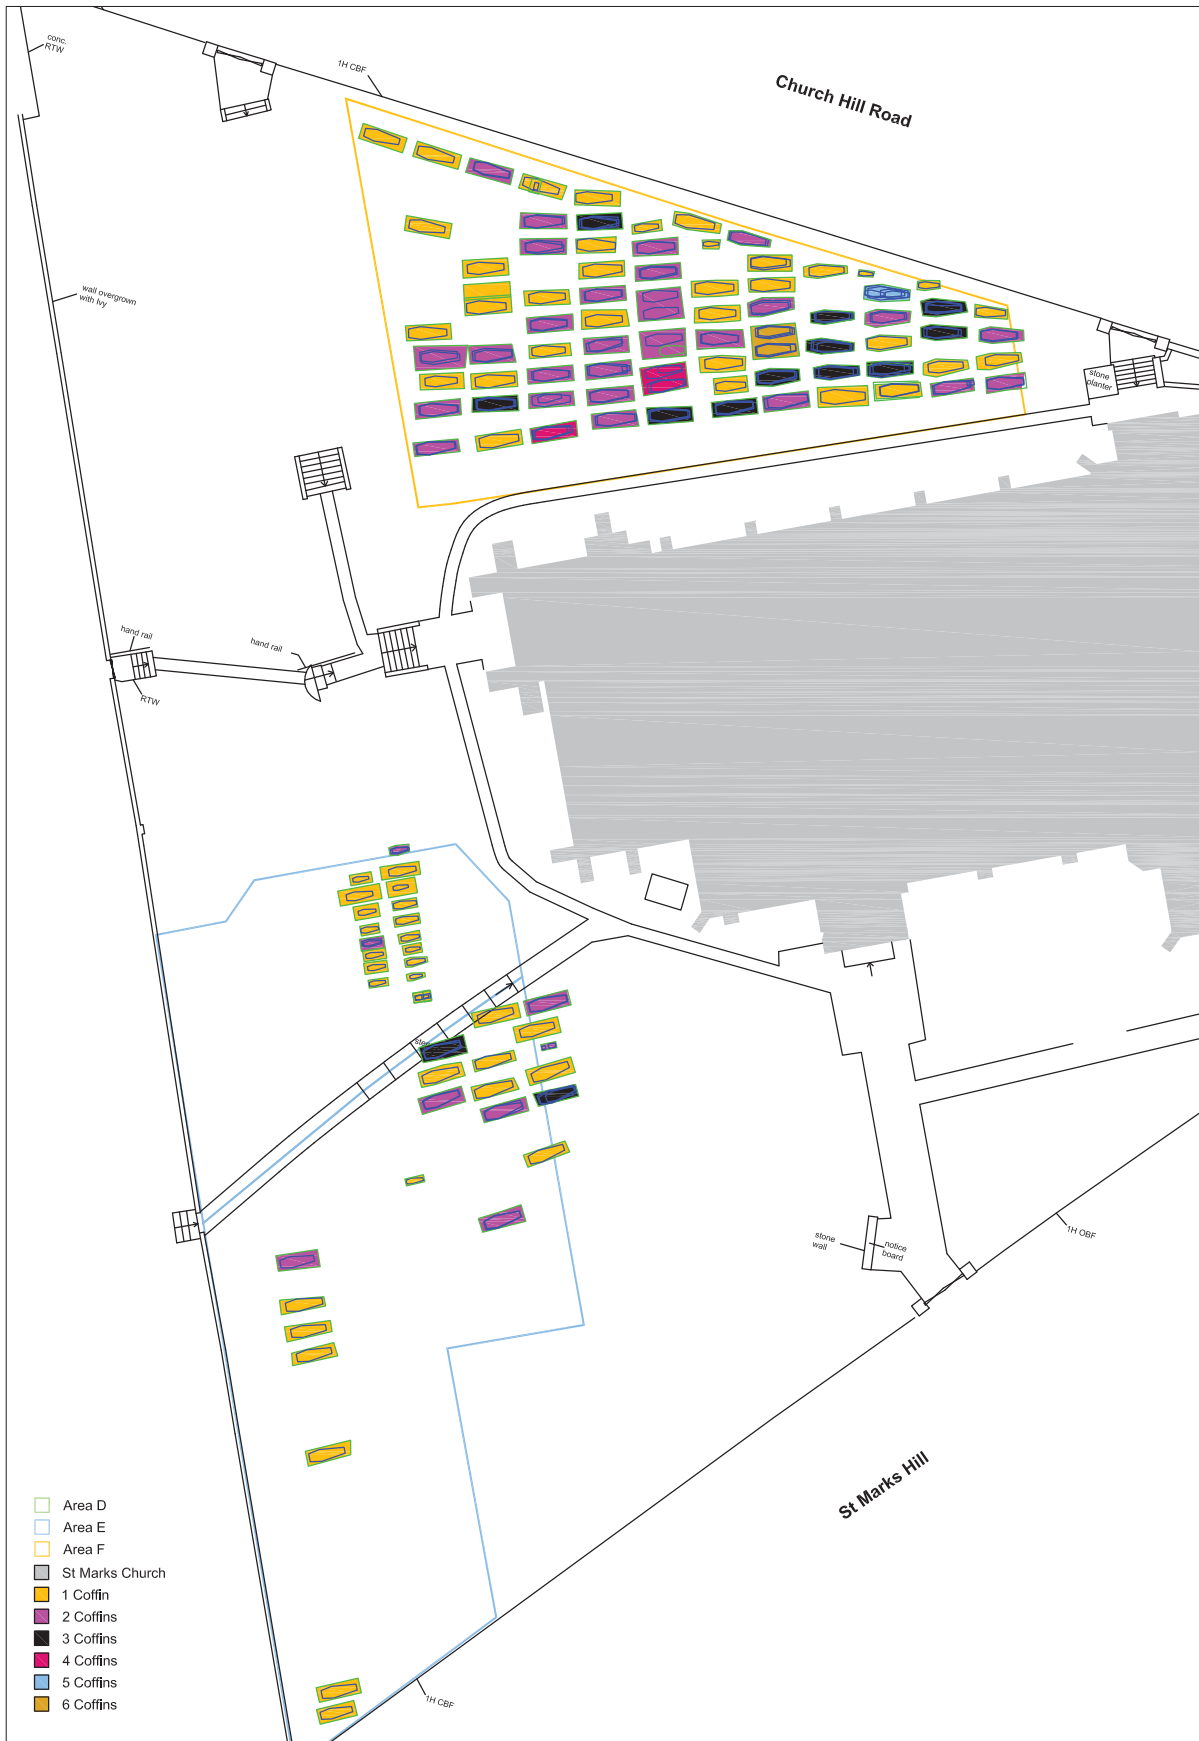 conc.
RTW
1H CBF
Church Hill Road
wall overgrown
with Ivy
stone
planter
hand rail
hand rail
RTW
stone
wall
notice
board
1H OBF
St Marks Hill
1H CBF
Area D
Area E
Area F
St Marks Church
1 Coffin
2 Coffins
3 Coffins
4 Coffins
5 Coffins
6 Coffins